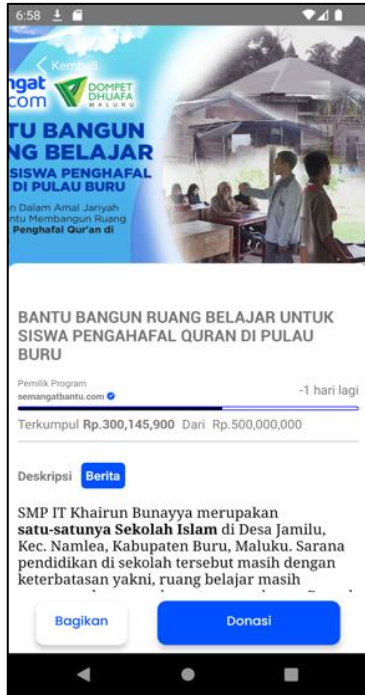 6:58
Kembali
ngat
com
DOMPET
DHUAFA
MALUKU
TU BANGUN
NG BELAJAR
SISWA PENGHAFAL
DI PULAU BURU
n Dalam Amal Jariyah
ntu Membangun Ruang
Penghafal Qur'an di
BANTU BANGUN RUANG BELAJAR UNTUK
SISWA PENGAHAFAL QURAN DI PULAU
BURU
Pemilik Program
semangatbantu.com
-1 hari lagi
Terkumpul Rp.300,145,900 Dari Rp.500,000,000
Deskripsi Berita
SMP IT Khairun Bunayya merupakan
satu-satunya Sekolah Islam di Desa Jamilu,
Kec. Namlea, Kabupaten Buru, Maluku. Sarana
pendidikan di sekolah tersebut masih dengan
keterbatasan yakni, ruang belajar masih
Bagikan
Donasi